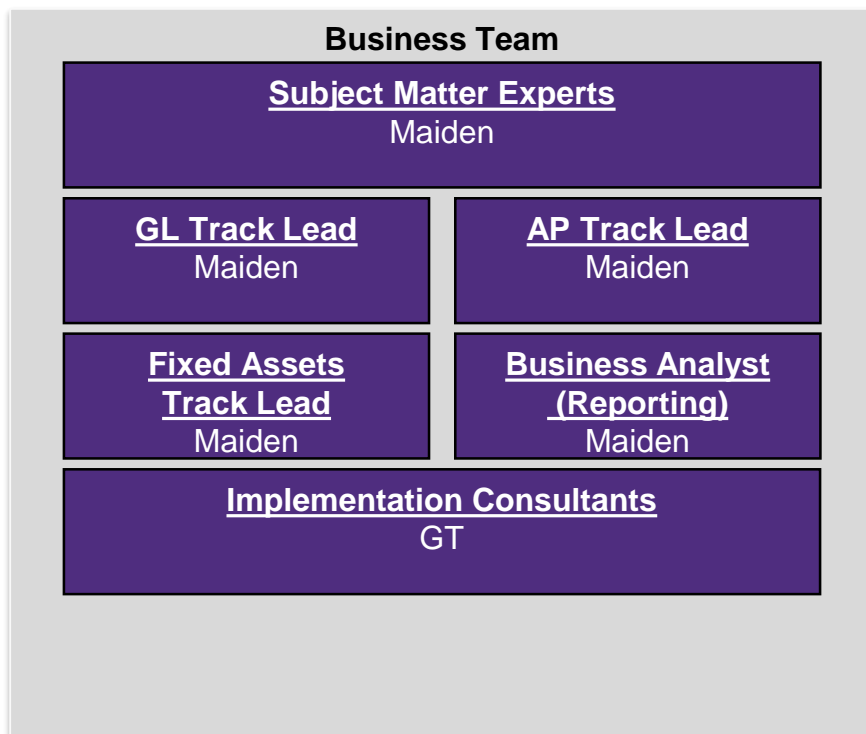 Business Team
Subject Matter Experts
Maiden
GL Track Lead
Maiden
AP Track Lead
Maiden
Fixed Assets
Track Lead
Maiden
Business Analyst
(Reporting)
Maiden
Implementation Consultants
GT